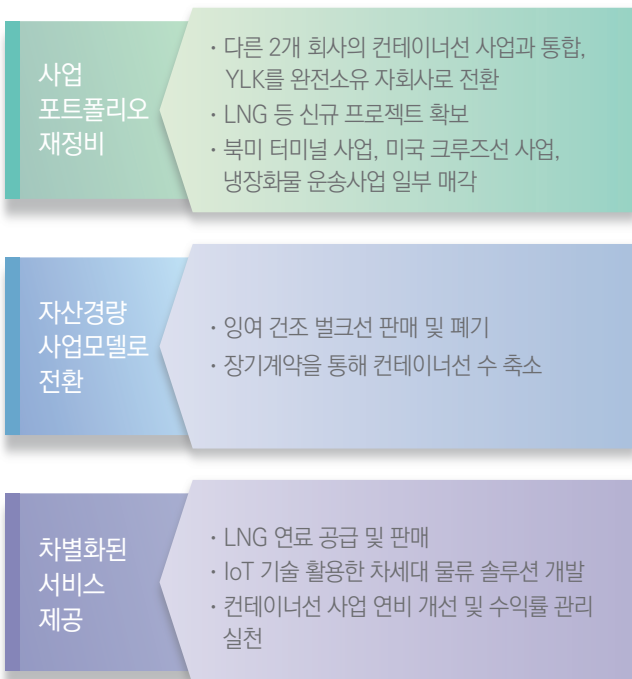 사업
포트폴리오
재정비
· 다른 2개 회사의 컨테이너선 사업과 통합,
YLK를 완전소유 자회사로 전환
· LNG 등 신규 프로젝트 확보
· 북미 터미널 사업, 미국 크루즈선 사업,
냉장화물 운송사업 일부 매각
자산경량
사업모델로
전환
· 잉여 건조 벌크선 판매 및 폐기
· 장기계약을 통해 컨테이너선 수 축소
차별화된
서비스
제공
· LNG 연료 공급 및 판매
· IoT 기술 활용한 차세대 물류 솔루션 개발
· 컨테이너선 사업 연비 개선 및 수익률 관리
실천